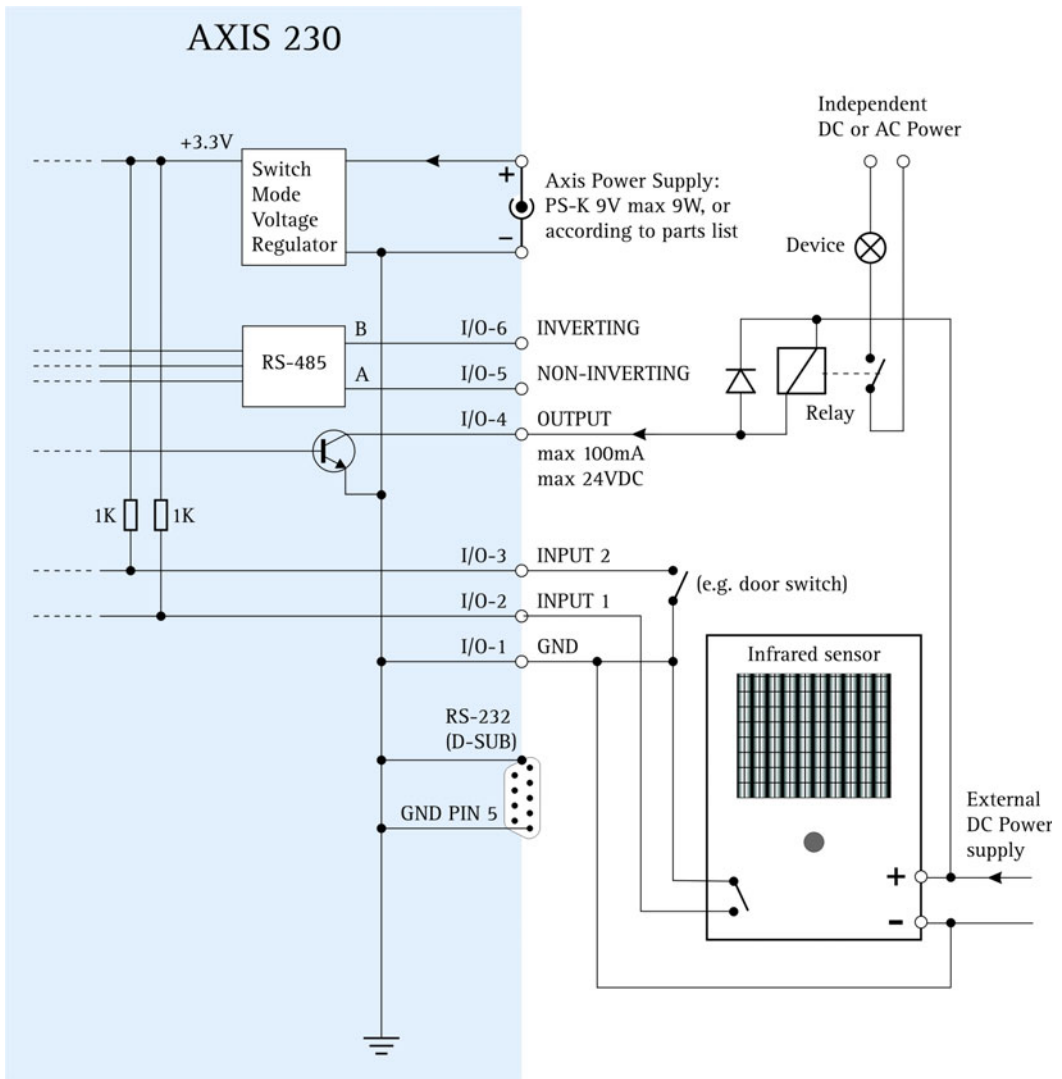 AXIS 230
Independent
DC or AC Power
+3.3V
Switch
Mode
Voltage
Regulator
+
−
Axis Power Supply:
PS-K 9V max 9W, or
according to parts list
Device
B
I/O-6
INVERTING
RS-485
A
I/O-5
NON-INVERTING
Relay
I/O-4
OUTPUT
max 100mA
max 24VDC
1K
1K
I/O-3
INPUT 2
(e.g. door switch)
I/O-2
INPUT 1
I/O-1
GND
Infrared sensor
RS-232
(D-SUB)
GND PIN 5
External
DC Power
supply
+
−